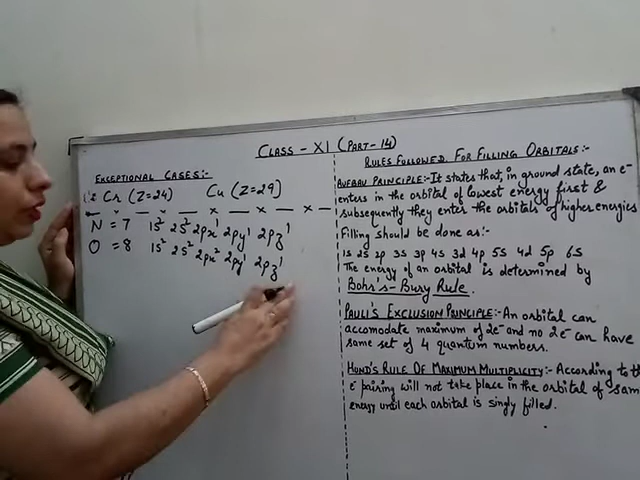 CLASS - XI (PART-14)
EXCEPTIONAL CASES:-
i.e Cr (Z=24) Cu (Z=29)
N = 7 1s² 2s² 2px¹ 2py¹ 2pz¹
O = 8 1s² 2s² 2px² 2py¹ 2pz¹
RULES FOLLOWED FOR FILLING ORBITALS:-
AUFBAU PRINCIPLE:- It states that, in ground state, an e⁻
enters in the orbital of lowest energy first &
subsequently they enter the orbitals of higher energies
Filling should be done as:-
1s 2s 2p 3s 3p 4s 3d 4p 5s 4d 5p 6s
The energy of an orbital is determined by
Bohr's-Bury Rule.
PAULI'S EXCLUSION PRINCIPLE:- An orbital can
accomodate maximum of 2e⁻ and no 2e⁻ can have
same set of 4 quantum numbers.
HUND'S RULE OF MAXIMUM MULTIPLICITY:- According to th
e⁻ pairing will not take place in the orbital of sam
energy until each orbital is singly filled.